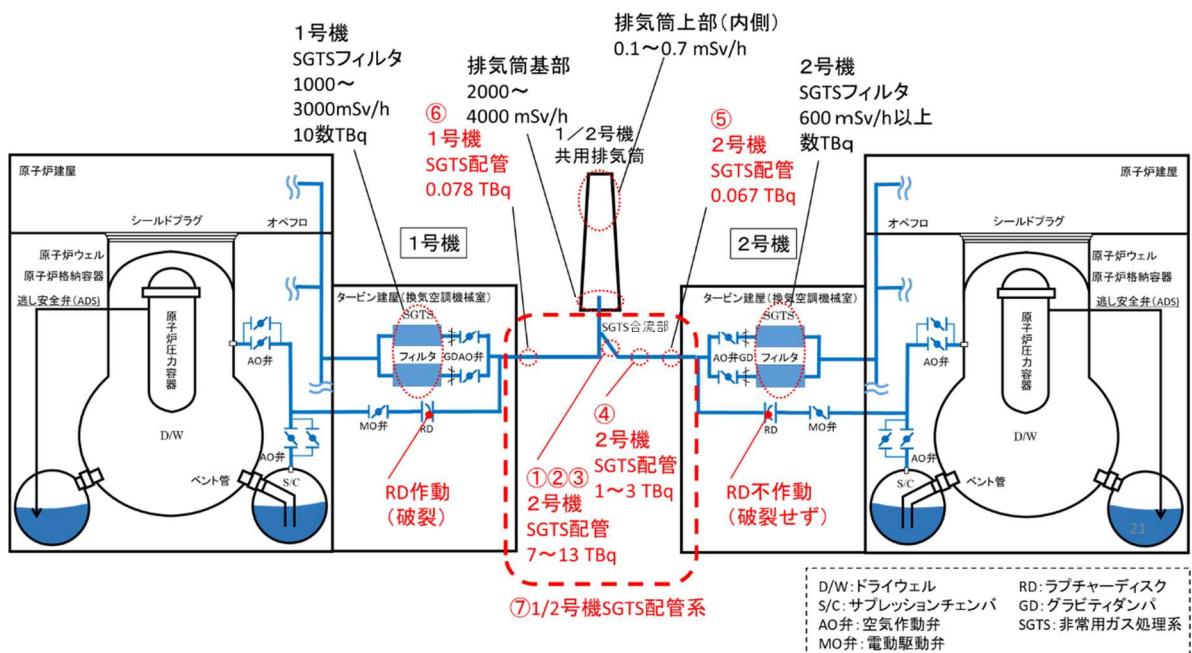 1号機
SGTSフィルタ
1000～
3000mSv/h
10数TBq
排気筒基部
2000～
4000 mSv/h
排気筒上部(内側)
0.1～0.7 mSv/h
2号機
SGTSフィルタ
600 mSv/h以上
数TBq
⑥
1号機
SGTS配管
0.078 TBq
1／2号機
共用排気筒
⑤
2号機
SGTS配管
0.067 TBq
原子炉建屋
シールドプラグ
オペフロ
原子炉ウェル
原子炉格納容器
逃し安全弁(ADS)
原子炉圧力容器
D/W
AO弁
AO弁
S/C
ベント管
1号機
タービン建屋(換気空調機械室)
SGTS
フィルタ
GD
AO弁
MO弁
RD
RD作動
(破裂)
SGTS合流部
①②③
2号機
SGTS配管
7～13 TBq
④
2号機
SGTS配管
1～3 TBq
⑦1/2号機SGTS配管系
2号機
タービン建屋(換気空調機械室)
SGTS
フィルタ
AO弁
GD
RD
MO弁
RD不作動
(破裂せず)
原子炉建屋
シールドプラグ
オペフロ
原子炉ウェル
原子炉格納容器
逃し安全弁(ADS)
原子炉圧力容器
D/W
AO弁
AO弁
S/C
ベント管
21
D/W:ドライウェル
S/C:サプレッションチェンバ
AO弁:空気作動弁
MO弁:電動駆動弁
RD:ラプチャーディスク
GD:グラビティダンパ
SGTS:非常用ガス処理系